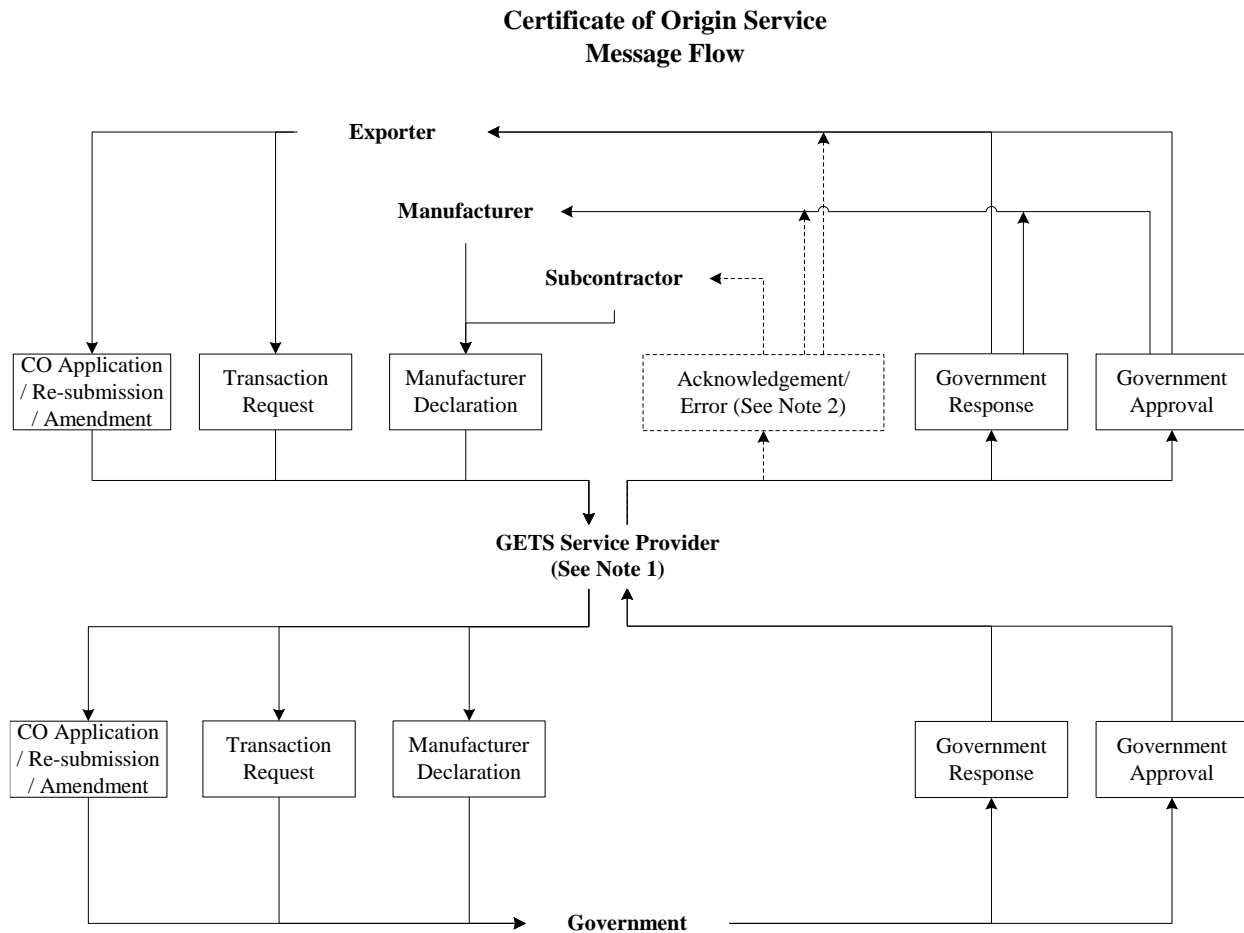 Certificate of Origin Service
Message Flow
Exporter
Manufacturer
Subcontractor
CO Application
/ Re-submission
/ Amendment
Transaction
Request
Manufacturer
Declaration
Acknowledgement/
Error (See Note 2)
Government
Response
Government
Approval
GETS Service Provider
(See Note 1)
CO Application
/ Re-submission
/ Amendment
Transaction
Request
Manufacturer
Declaration
Government
Response
Government
Approval
Government